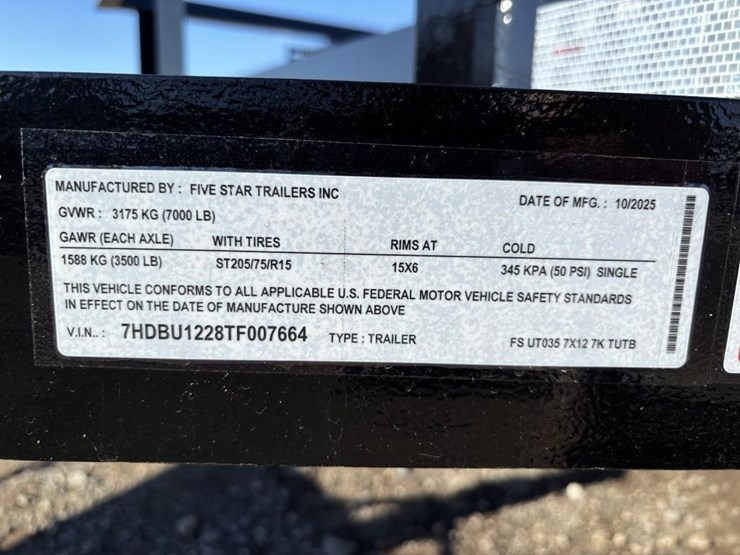 MANUFACTURED BY : FIVE STAR TRAILERS INC DATE OF MFG. : 10/2025
GVWR : 3175 KG (7000 LB)
GAWR (EACH AXLE) WITH TIRES RIMS AT COLD
1588 KG (3500 LB) ST205/75/R15 15X6 345 KPA (50 PSI) SINGLE
THIS VEHICLE CONFORMS TO ALL APPLICABLE U.S. FEDERAL MOTOR VEHICLE SAFETY STANDARDS
IN EFFECT ON THE DATE OF MANUFACTURE SHOWN ABOVE
V.I.N.. : 7HDBU1228TF007664 TYPE : TRAILER FS UT035 7X12 7K TUTB